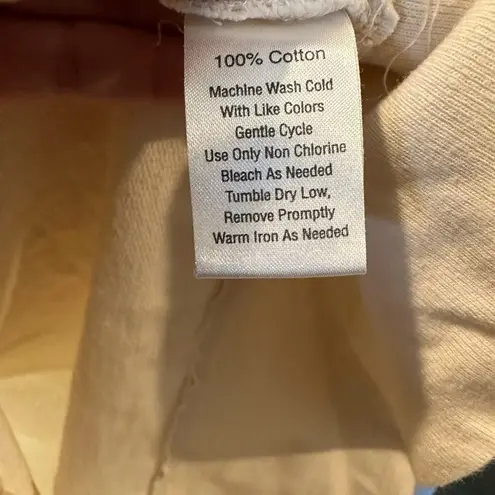 100% Cotton
Machine Wash Cold
With Like Colors
Gentle Cycle
Use Only Non Chlorine
Bleach As Needed
Tumble Dry Low,
Remove Promptly
Warm Iron As Needed